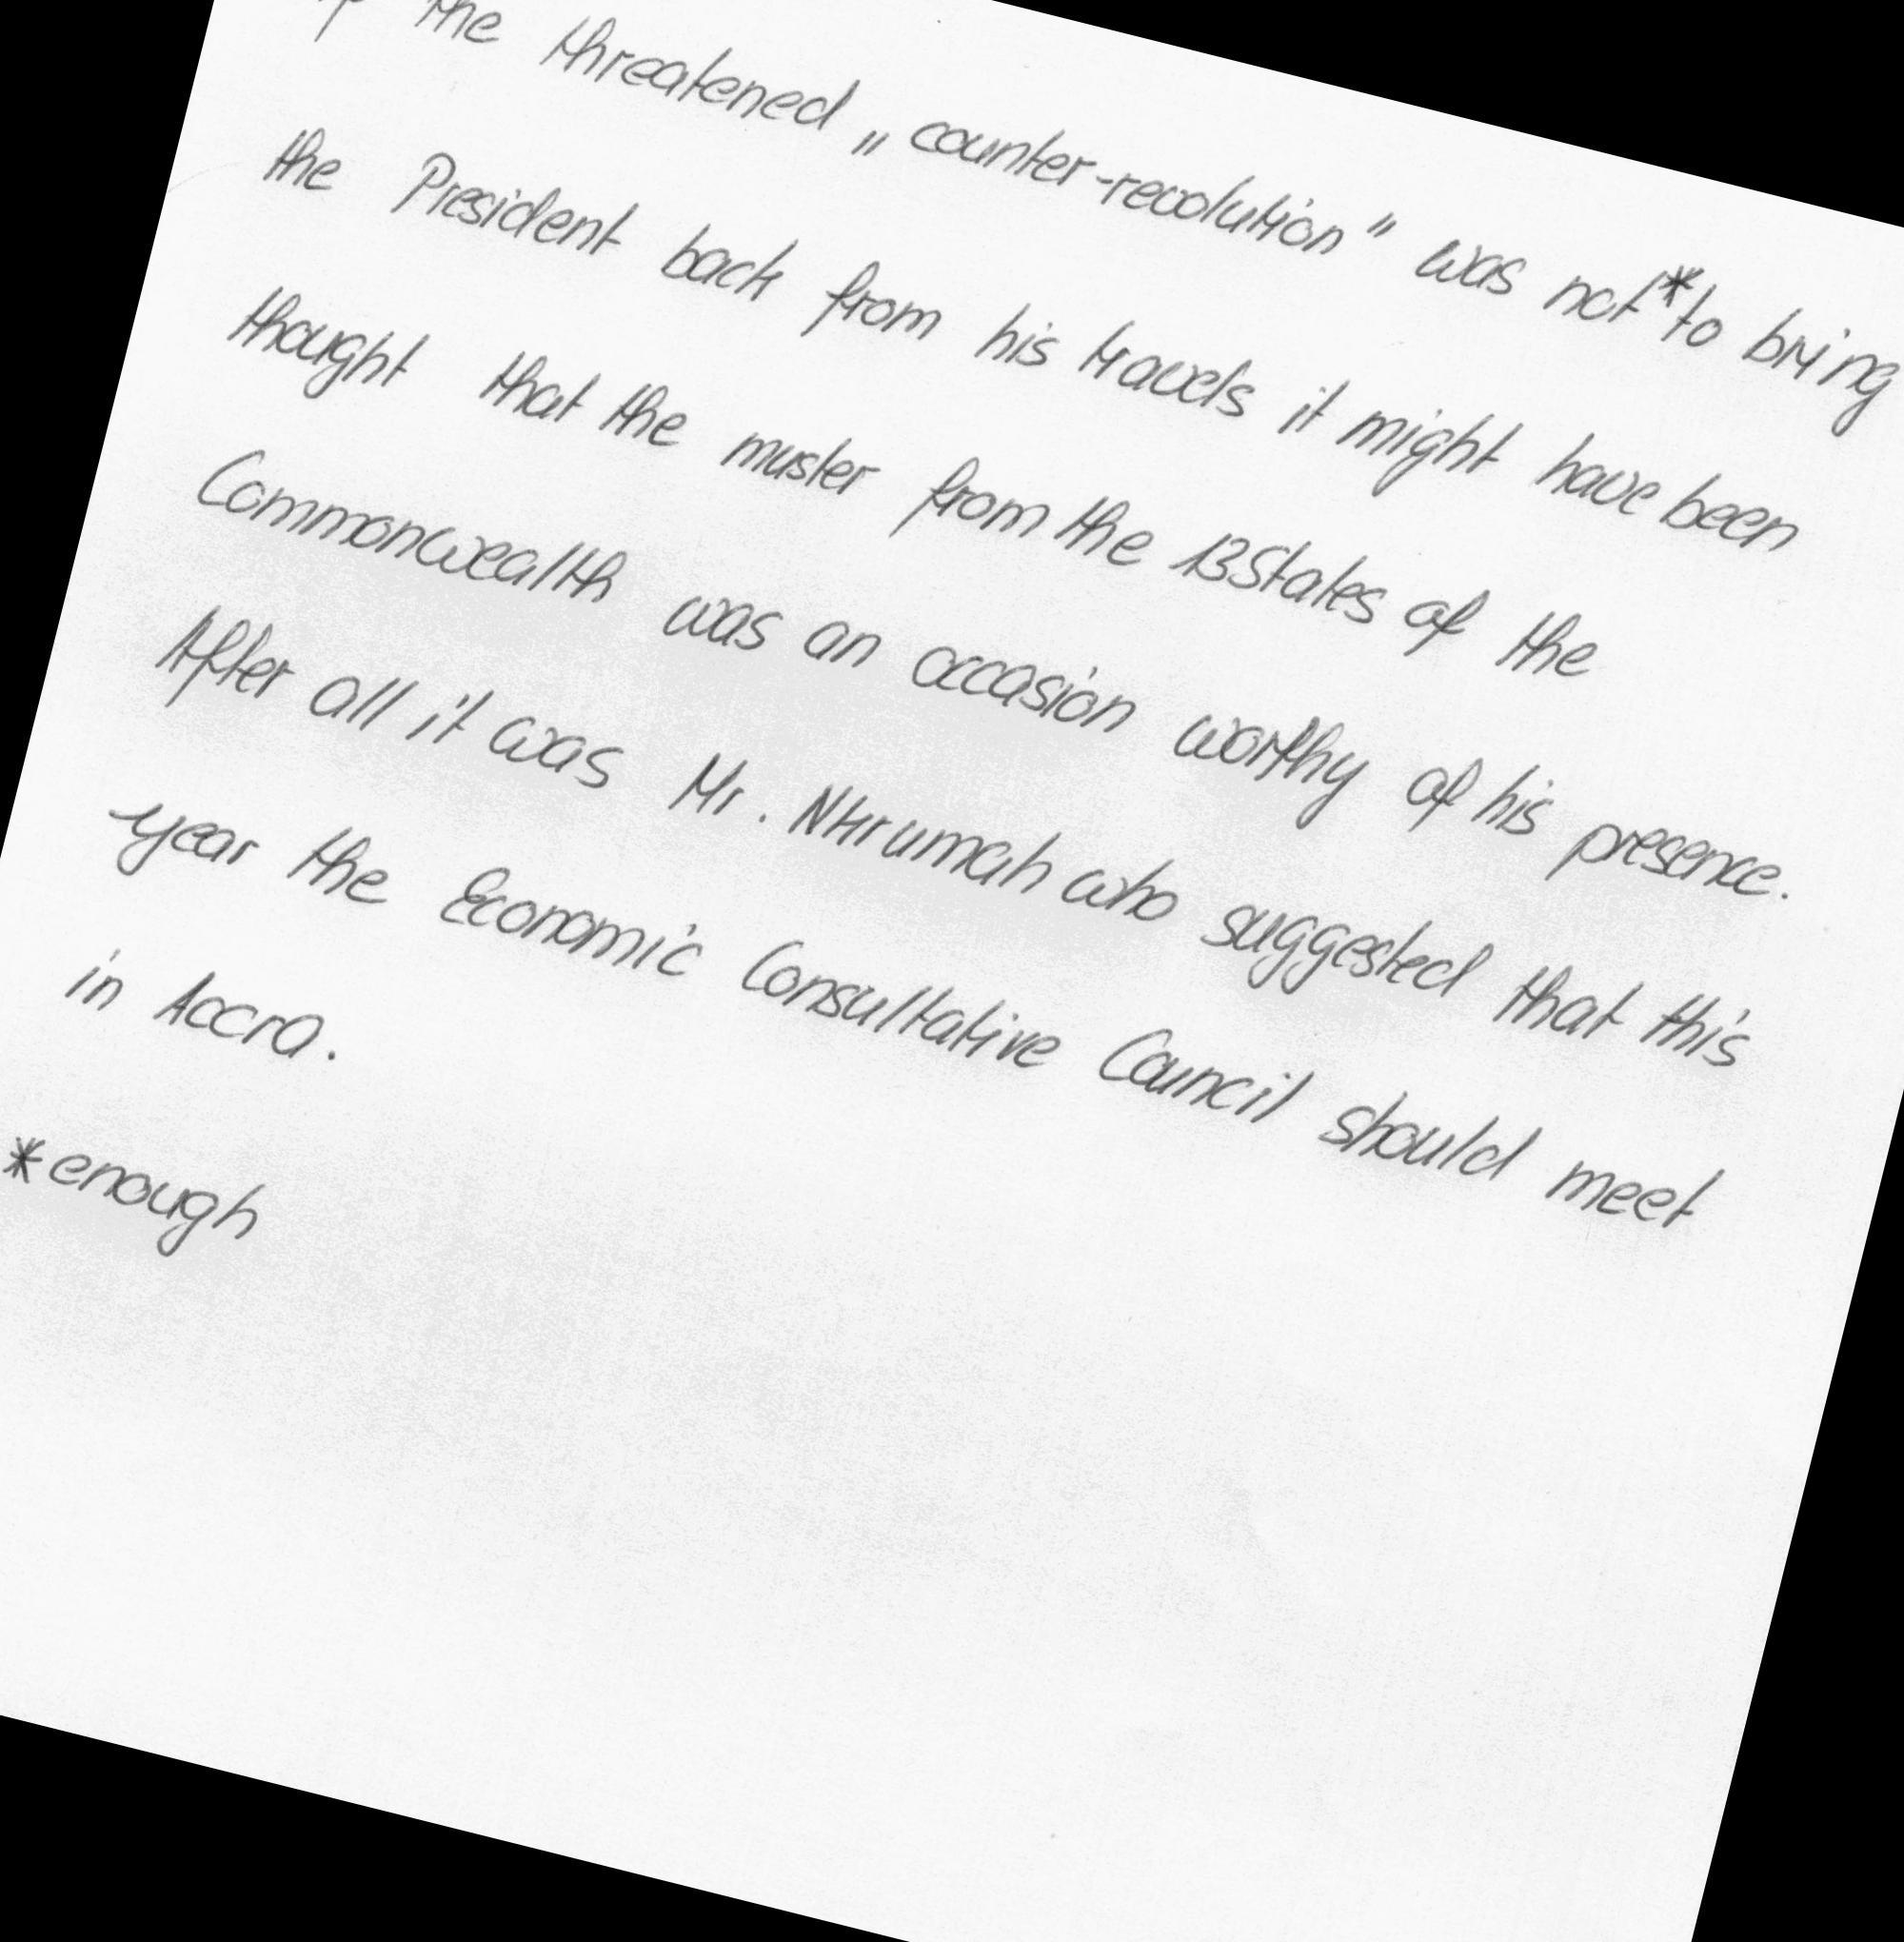 the threatened „counter-revolution" was not*to bring
the President back from his travels it might have been
thought that the muster from the 13 States of the
Commonwealth was an occasion worthy of his presence.
After all it was Mr. Nkrumah who suggested that this
year the Economic Consultative Council should meet
in Accra.
*enough